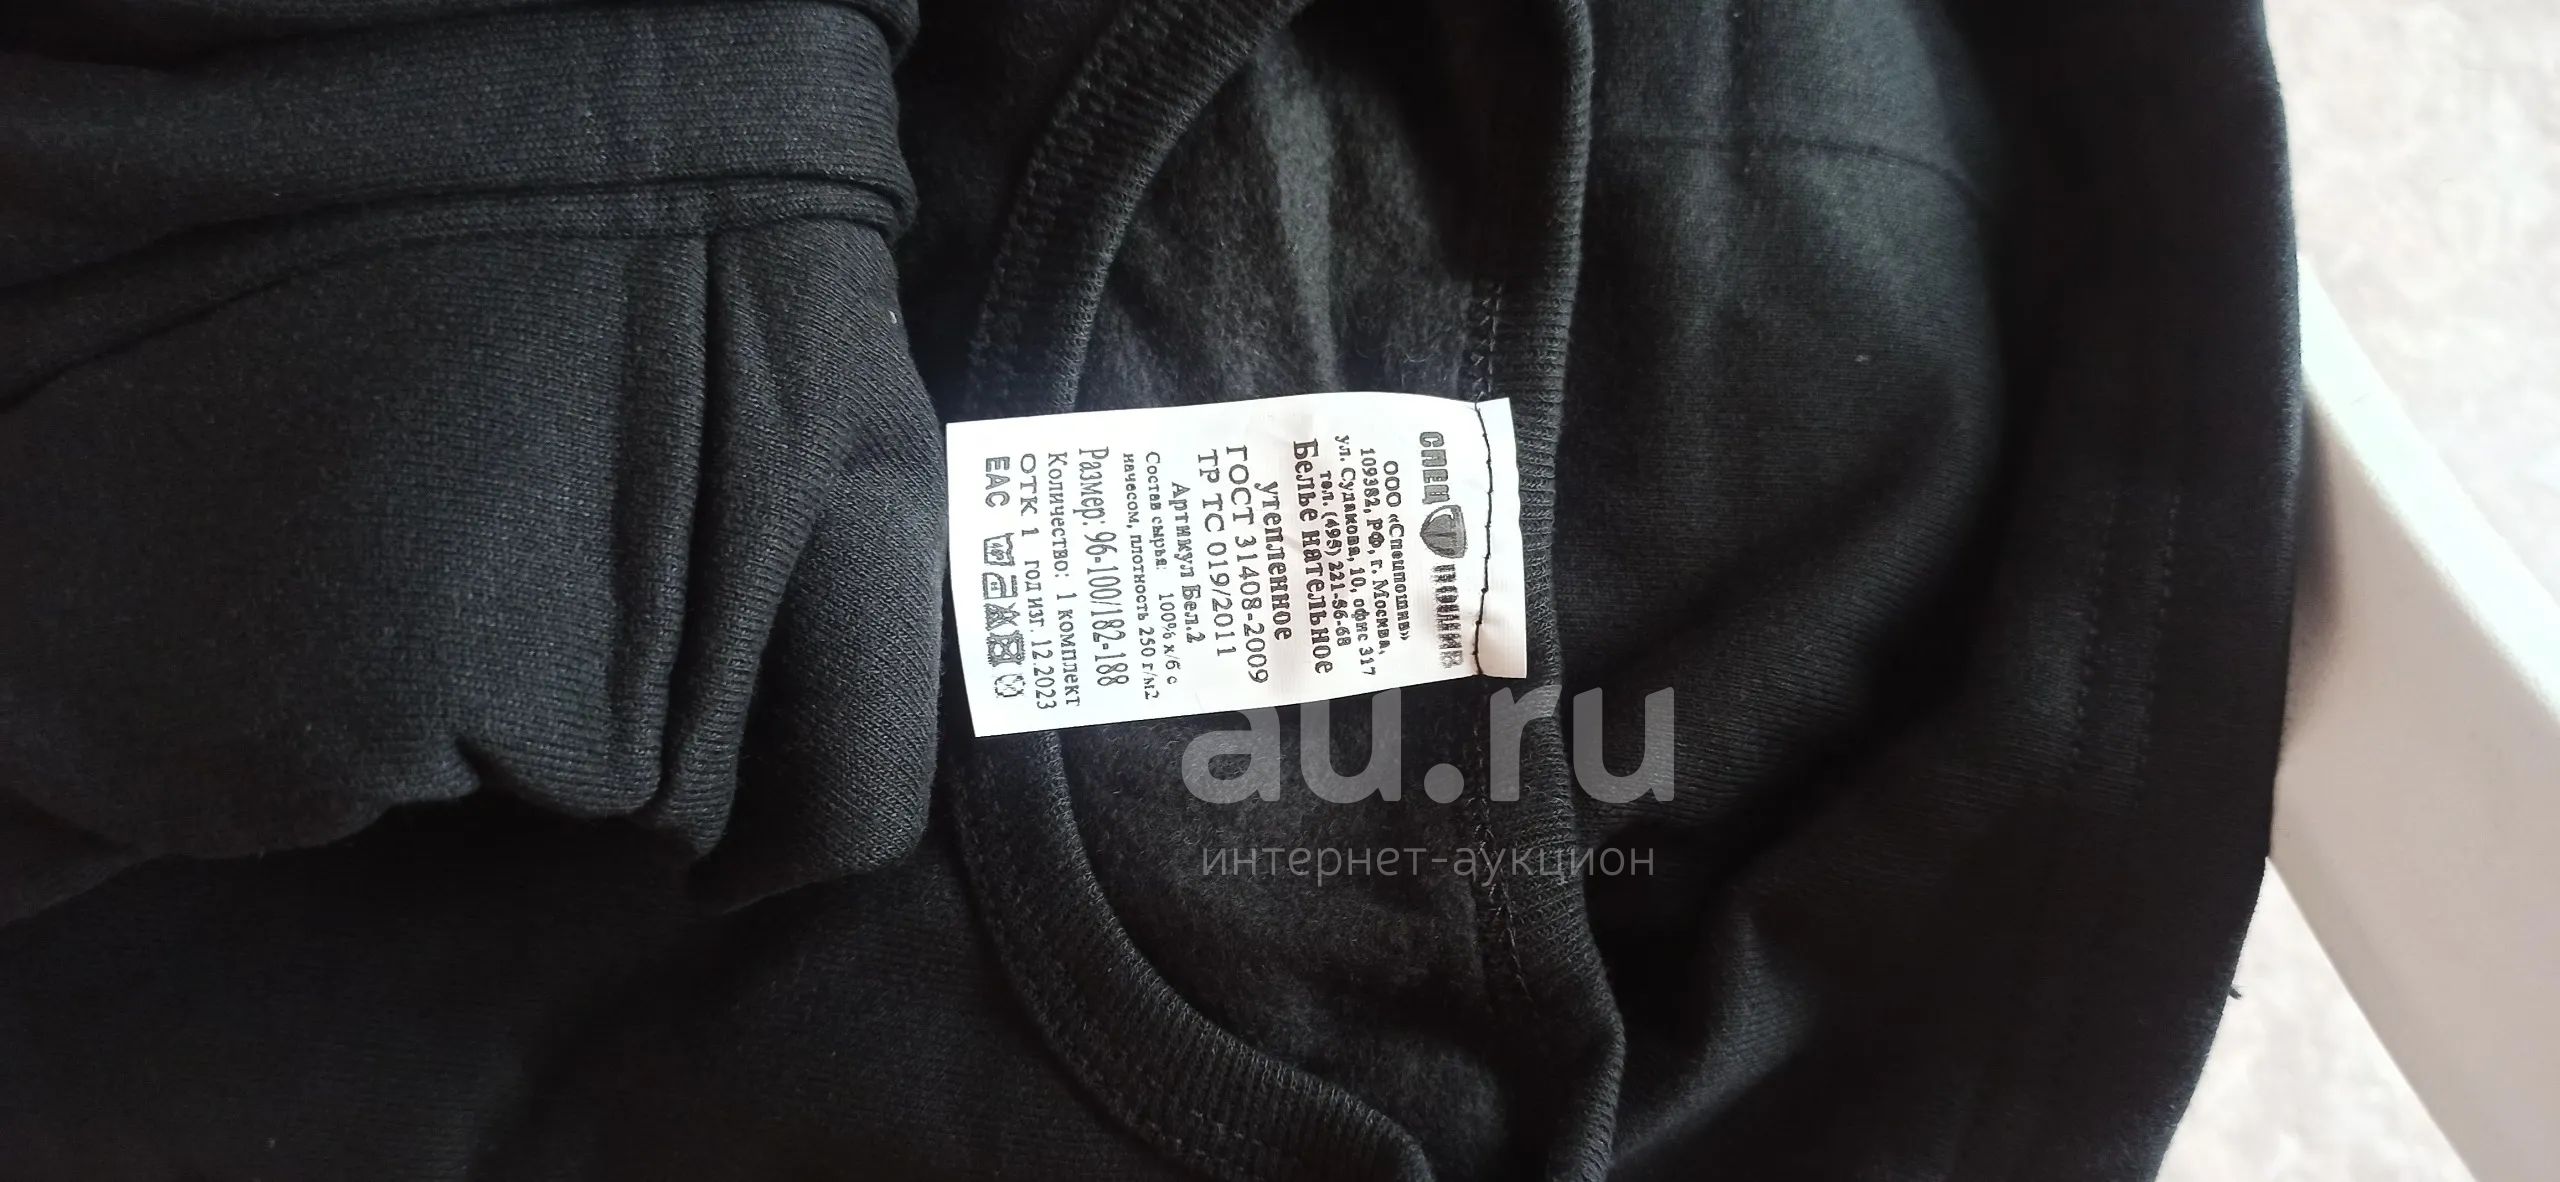 СПЕЦ ПОШИВ
ООО «Спецпошив»
109382, РФ, г. Москва,
ул. Судакова, 10, офис 317
тел. (495) 221-56-68
Белье нательное
утепленное
ГОСТ 31408-2009
ТР ТС 019/2011
Артикул Бел.2
Состав сырья: 100% х/б с
начесом, плотность 250 г/м2
Размер: 96-100/182-188
Количество: 1 комплект
ОТК 1 год изг. 12.2023
ЕАС
au.ru
интернет-аукцион